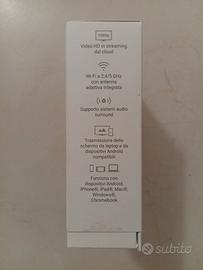 1080p
Video HD in streaming
dal cloud
Wi-Fi a 2,4/5 GHz
con antenna
adattiva integrata
Supporto sistemi audio
surround
Trasmissione dello
schermo da laptop e da
dispositivi Android
compatibili
Funziona con
dispositivi Android,
iPhone®, iPad®, Mac®,
Windows®,
Chromebook
subito